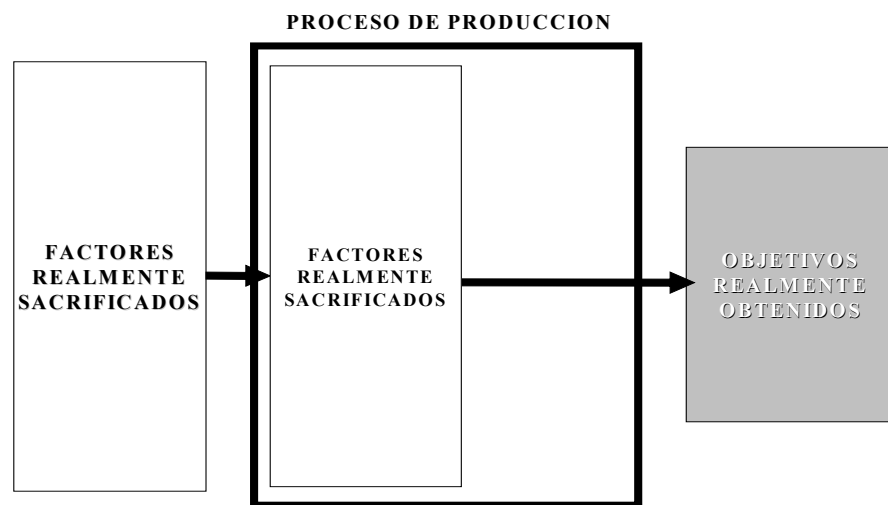 PROCESO DE PRODUCCION
FACTORES
REALMENTE
SACRIFICADOS
FACTORES
REALMENTE
SACRIFICADOS
OBJETIVOS
REALMENTE
OBTENIDOS